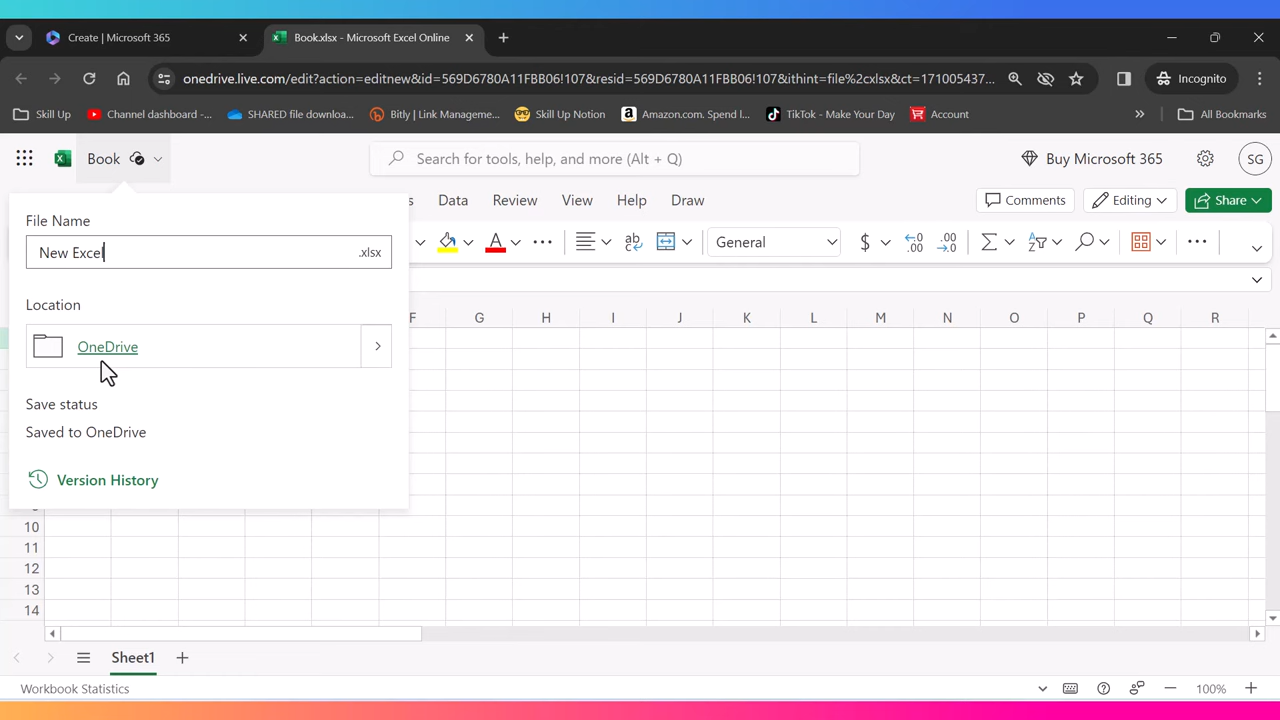 Create | Microsoft 365
Book.xlsx - Microsoft Excel Online
onedrive.live.com/edit?action=editnew&id=569D6780A11FBB06!107&resid=569D6780A11FBB06!107&ithint=file%2cxlsx&ct=171005437...
Incognito
Skill Up
Channel dashboard -...
SHARED file downloa...
Bitly | Link Manageme...
Skill Up Notion
Amazon.com. Spend l...
TikTok - Make Your Day
Account
»
All Bookmarks
Book
Search for tools, help, and more (Alt + Q)
Buy Microsoft 365
SG
s
Data
Review
View
Help
Draw
Comments
Editing
Share
A
ab
General
$
.00
.00
File Name
New Excel
.xlsx
Location
OneDrive
Save status
Saved to OneDrive
Version History
F G H I J K L M N O P Q R
10
11
12
13
14
Sheet1
Workbook Statistics
100%